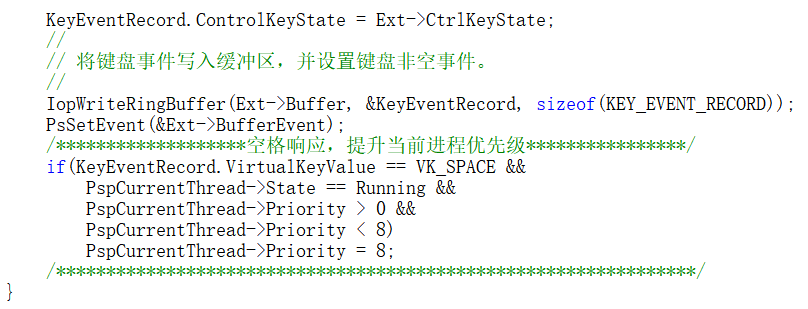 KeyEventRecord.ControlKeyState = Ext->CtrlKeyState;
//
// 将键盘事件写入缓冲区，并设置键盘非空事件。
//
IopWriteRingBuffer(Ext->Buffer, &KeyEventRecord, sizeof(KEY_EVENT_RECORD));
PsSetEvent(&Ext->BufferEvent);
/*******************空格响应，提升当前进程优先级****************/
if(KeyEventRecord.VirtualKeyValue == VK_SPACE &&
PspCurrentThread->State == Running &&
PspCurrentThread->Priority > 0 &&
PspCurrentThread->Priority < 8)
PspCurrentThread->Priority = 8;
/****************************************************************/
}